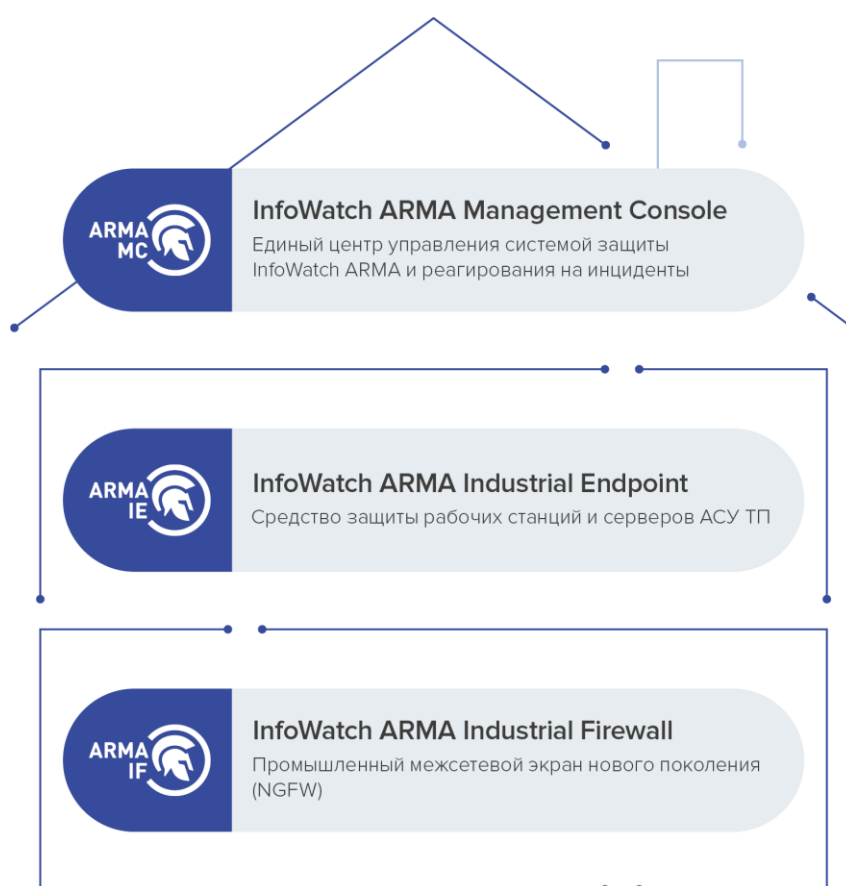 ARMA
MC
InfoWatch ARMA Management Console
Единый центр управления системой защиты
InfoWatch ARMA и реагирования на инциденты
ARMA
IE
InfoWatch ARMA Industrial Endpoint
Средство защиты рабочих станций и серверов АСУ ТП
ARMA
IF
InfoWatch ARMA Industrial Firewall
Промышленный межсетевой экран нового поколения
(NGFW)